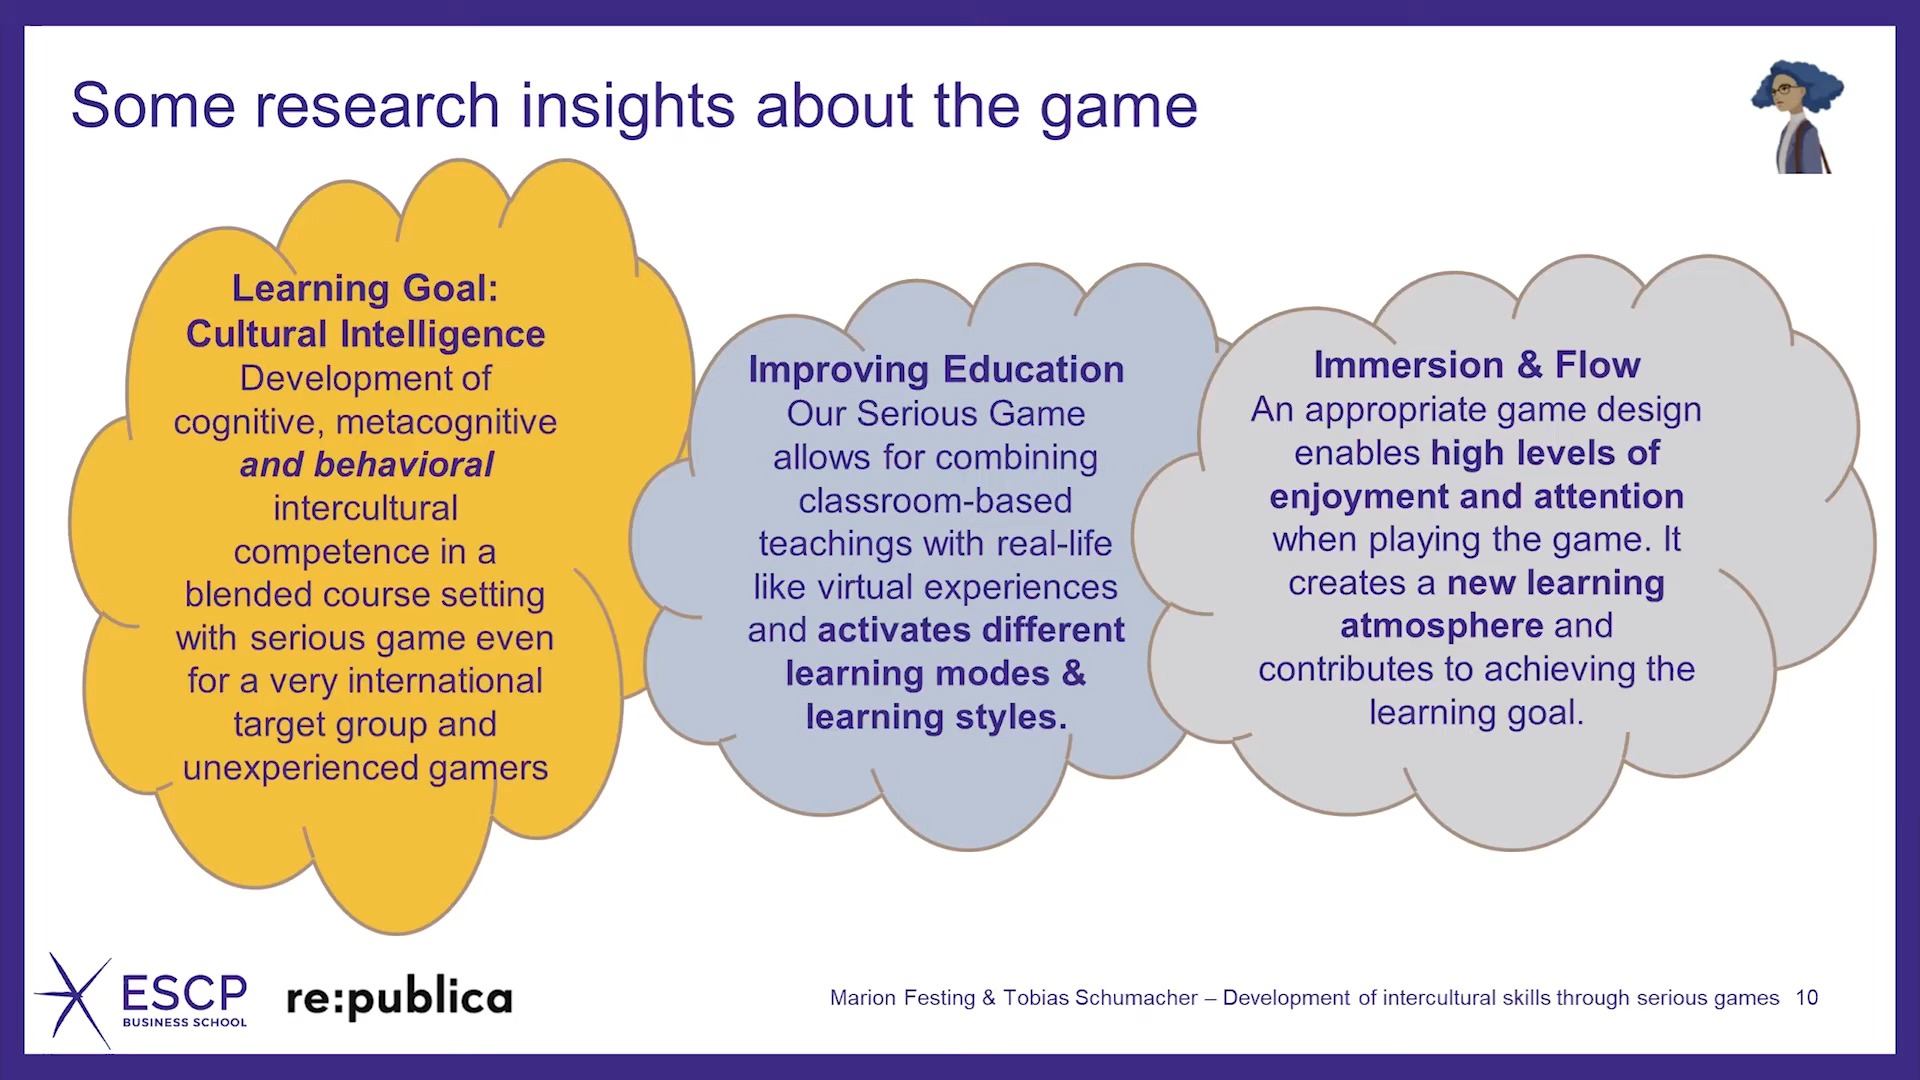 Some research insights about the game
Learning Goal:
Cultural Intelligence
Development of
cognitive, metacognitive
and behavioral
intercultural
competence in a
blended course setting
with serious game even
for a very international
target group and
unexperienced gamers
Improving Education
Our Serious Game
allows for combining
classroom-based
teachings with real-life
like virtual experiences
and activates different
learning modes &
learning styles.
Immersion & Flow
An appropriate game design
enables high levels of
enjoyment and attention
when playing the game. It
creates a new learning
atmosphere and
contributes to achieving the
learning goal.
ESCP
BUSINESS SCHOOL
re:publica
Marion Festing & Tobias Schumacher – Development of intercultural skills through serious games 10